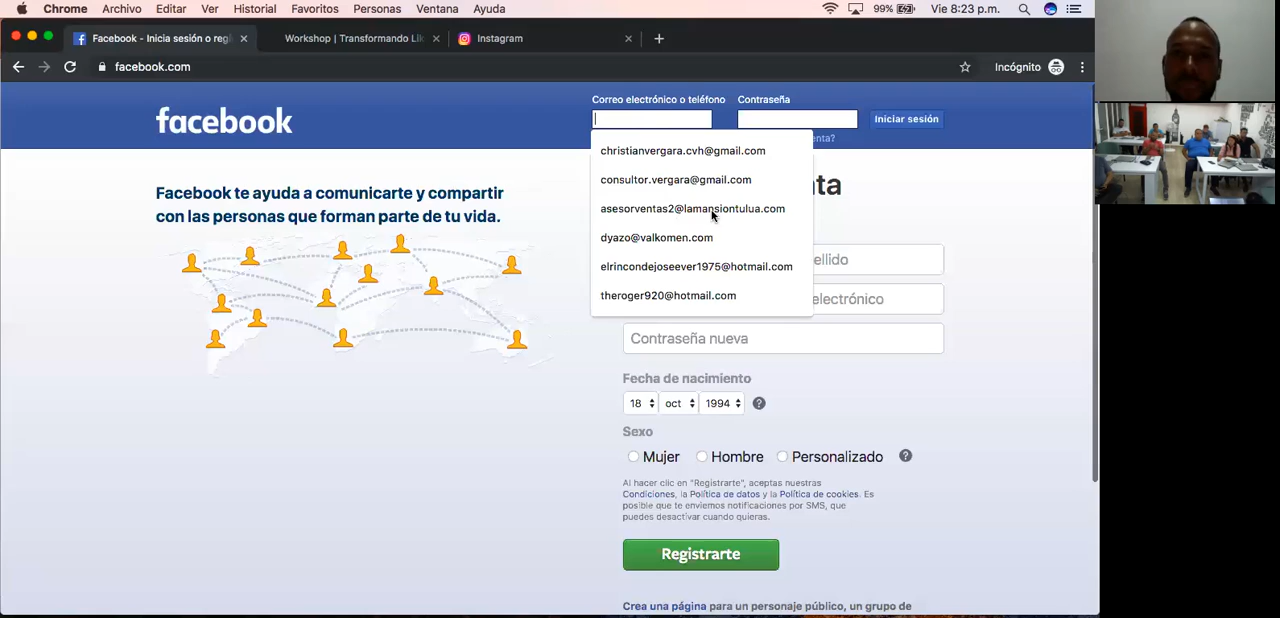 Chrome Archivo Editar Ver Historial Favoritos Personas Ventana Ayuda 99% Vie 8:23 p.m.
Facebook - Inicia sesión o regí
Workshop | Transformando Lik
Instagram
facebook.com
Incógnito
facebook
Correo electrónico o teléfono
Contraseña
Iniciar sesión
enta?
christianvergara.cvh@gmail.com
consultor.vergara@gmail.com
asesorventas2@lamansiontulua.com
dyazo@valkomen.com
elrincondejoseever1975@hotmail.com
theroger920@hotmail.com
Facebook te ayuda a comunicarte y compartir
con las personas que forman parte de tu vida.
ta
ellido
electrónico
Contraseña nueva
Fecha de nacimiento
18 oct 1994
Sexo
Mujer Hombre Personalizado
Al hacer clic en "Registrarte", aceptas nuestras
Condiciones, la Política de datos y la Política de cookies. Es
posible que te enviemos notificaciones por SMS, que
puedes desactivar cuando quieras.
Registrarte
Crea una página para un personaje público, un grupo de